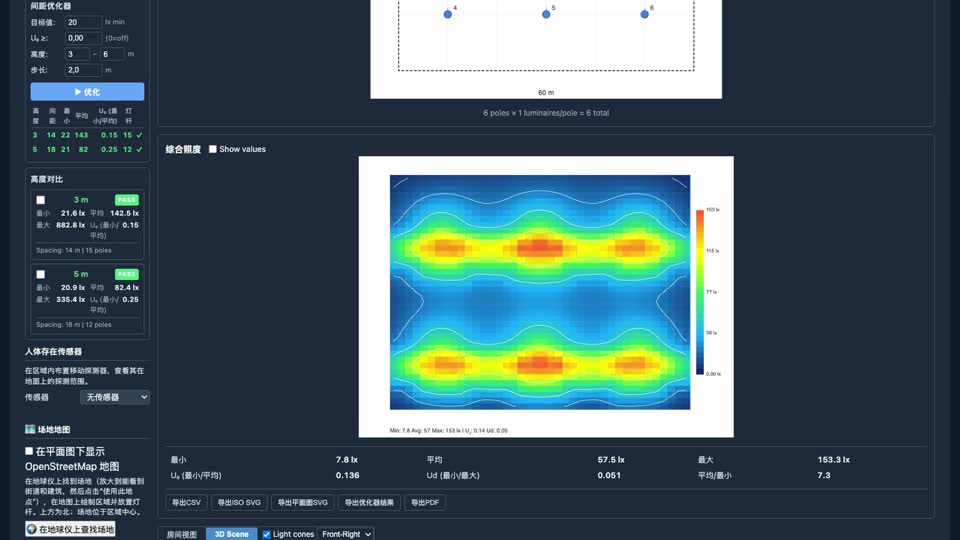 间距优化器
目标值: 20 lx min
U₀ ≥: 0,00 (0=off)
高度: 3 ~ 6 m
步长: 2,0 m
▶ 优化
高度 间距 最小 平均 U₀ (最小/平均) 灯杆
3 14 22 143 0.15 15 ✓
5 18 21 82 0.25 12 ✓
高度对比
3 m PASS
最小 21.6 lx 平均 142.5 lx
最大 882.8 lx U₀ (最小/平均) 0.15
Spacing: 14 m | 15 poles
5 m PASS
最小 20.9 lx 平均 82.4 lx
最大 335.4 lx U₀ (最小/平均) 0.25
Spacing: 18 m | 12 poles
人体存在传感器
在区域内布置移动探测器，查看其在
地面上的探测范围。
传感器 无传感器
🗺️ 场地地图
在平面图下显示
OpenStreetMap 地图
在地球仪上找到场地（放大到能看到
街道和建筑，然后点击"使用此地
点"），在地图上绘制区域并放置灯
杆。上方为北；场地位于区域中心。
🌍 在地球仪上查找场地
4 5 6
60 m
6 poles × 1 luminaires/pole = 6 total
综合照度 Show values
153 lx
115 lx
77 lx
38 lx
0.00 lx
Min: 7.8 Avg: 57 Max: 153 lx | U₀: 0.14 Ud: 0.05
最小 7.8 lx 平均 57.5 lx 最大 153.3 lx
U₀ (最小/平均) 0.136 Ud (最小/最大) 0.051 平均/最小 7.3
导出CSV 导出ISO SVG 导出平面图SVG 导出优化器结果 导出PDF
房间视图 3D Scene Light cones Front-Right